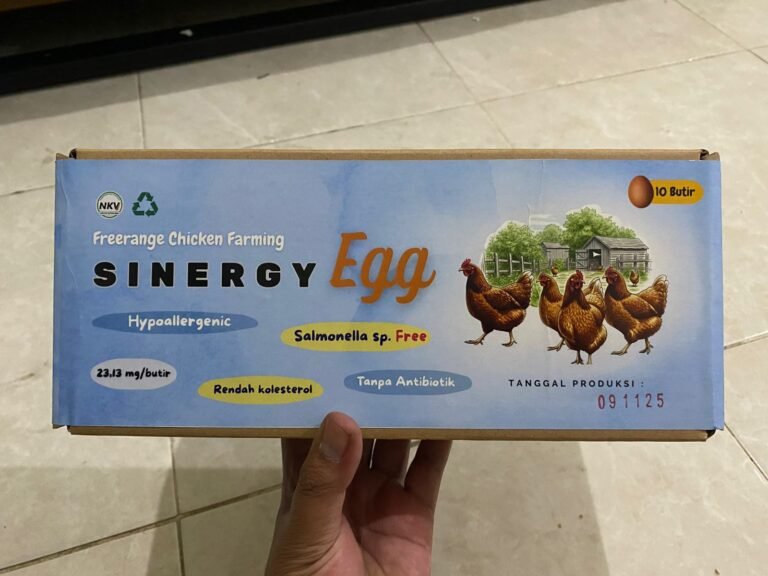 10 Butir
NKV
Freerange Chicken Farming
SINERGY Egg
Hypoallergenic
Salmonella sp. Free
23,13 mg/butir
Rendah kolesterol
Tanpa Antibiotik
TANGGAL PRODUKSI :
091125